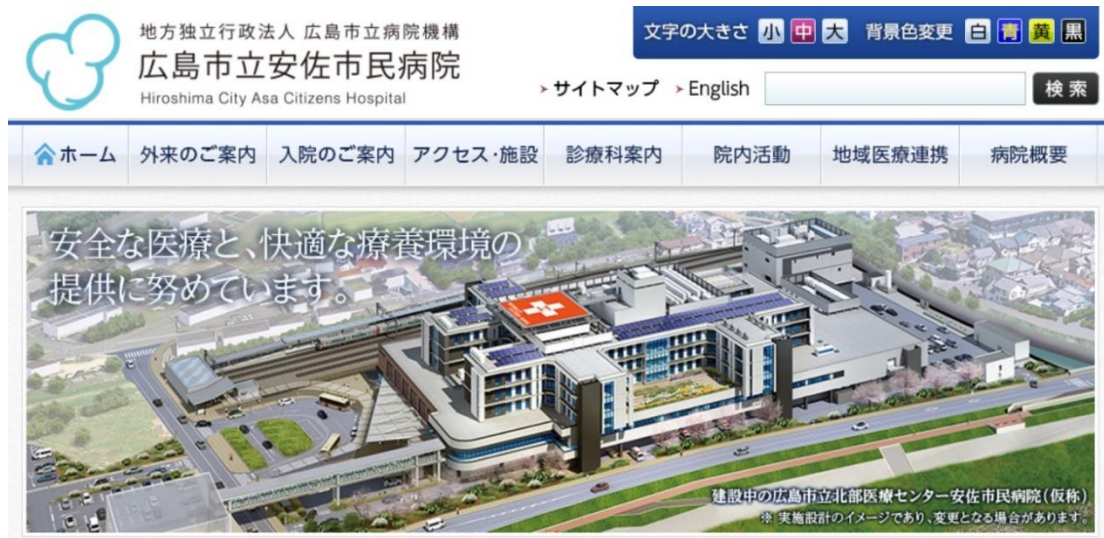 地方独立行政法人 広島市立病院機構
広島市立安佐市民病院
Hiroshima City Asa Citizens Hospital
文字の大きさ 小 中 大 背景色変更 白 青 黄 黒
サイトマップ English 検索
ホーム 外来のご案内 入院のご案内 アクセス・施設 診療科案内 院内活動 地域医療連携 病院概要
安全な医療と、快適な療養環境の
提供に努めています。
建設中の広島市立北部医療センター安佐市民病院(仮称)
※ 実施設計のイメージであり、変更となる場合があります。